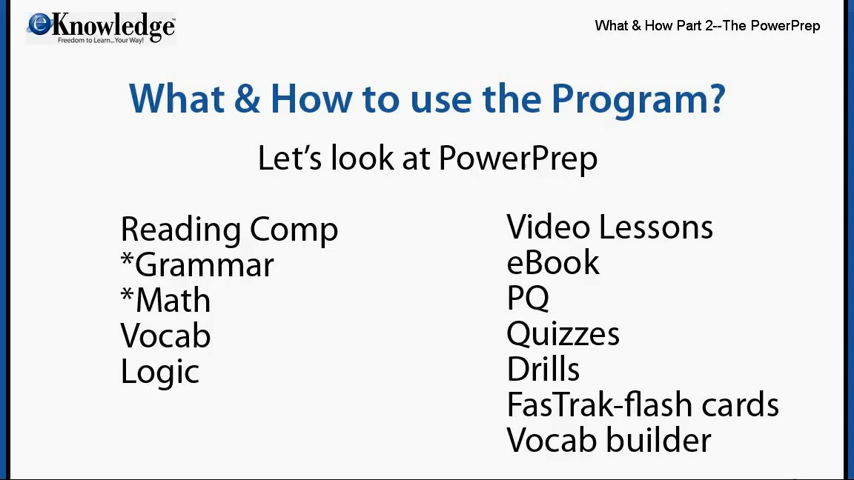 eKnowledge™
Freedom to Learn...Your Way!
What & How Part 2--The PowerPrep
What & How to use the Program?
Let's look at PowerPrep
Reading Comp
*Grammar
*Math
Vocab
Logic
Video Lessons
eBook
PQ
Quizzes
Drills
FasTrak-flash cards
Vocab builder